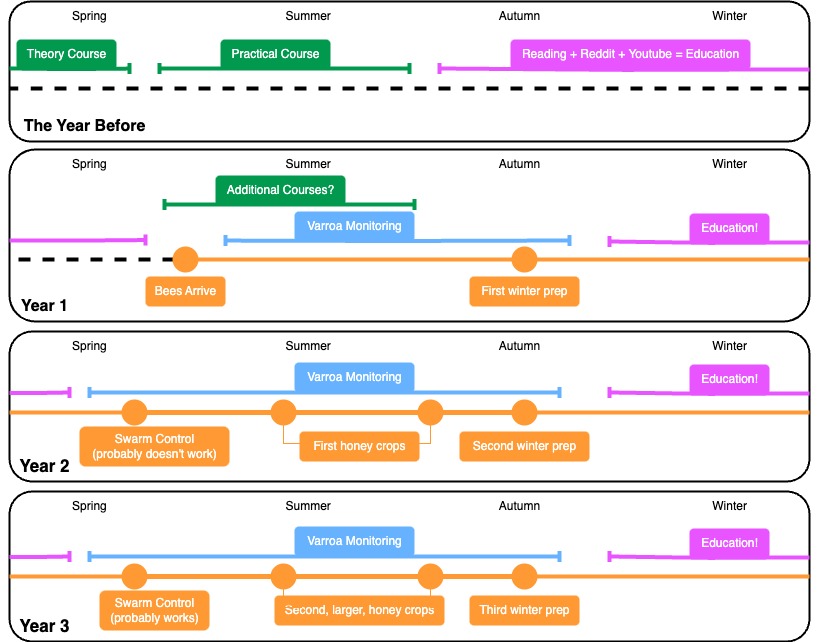 Spring Summer Autumn Winter
Theory Course Practical Course Reading + Reddit + Youtube = Education
The Year Before
Spring Summer Autumn Winter
Additional Courses?
Varroa Monitoring Education!
Bees Arrive First winter prep
Year 1
Spring Summer Autumn Winter
Varroa Monitoring Education!
Swarm Control
(probably doesn't work)
First honey crops
Second winter prep
Year 2
Spring Summer Autumn Winter
Varroa Monitoring Education!
Swarm Control
(probably works)
Second, larger, honey crops
Third winter prep
Year 3